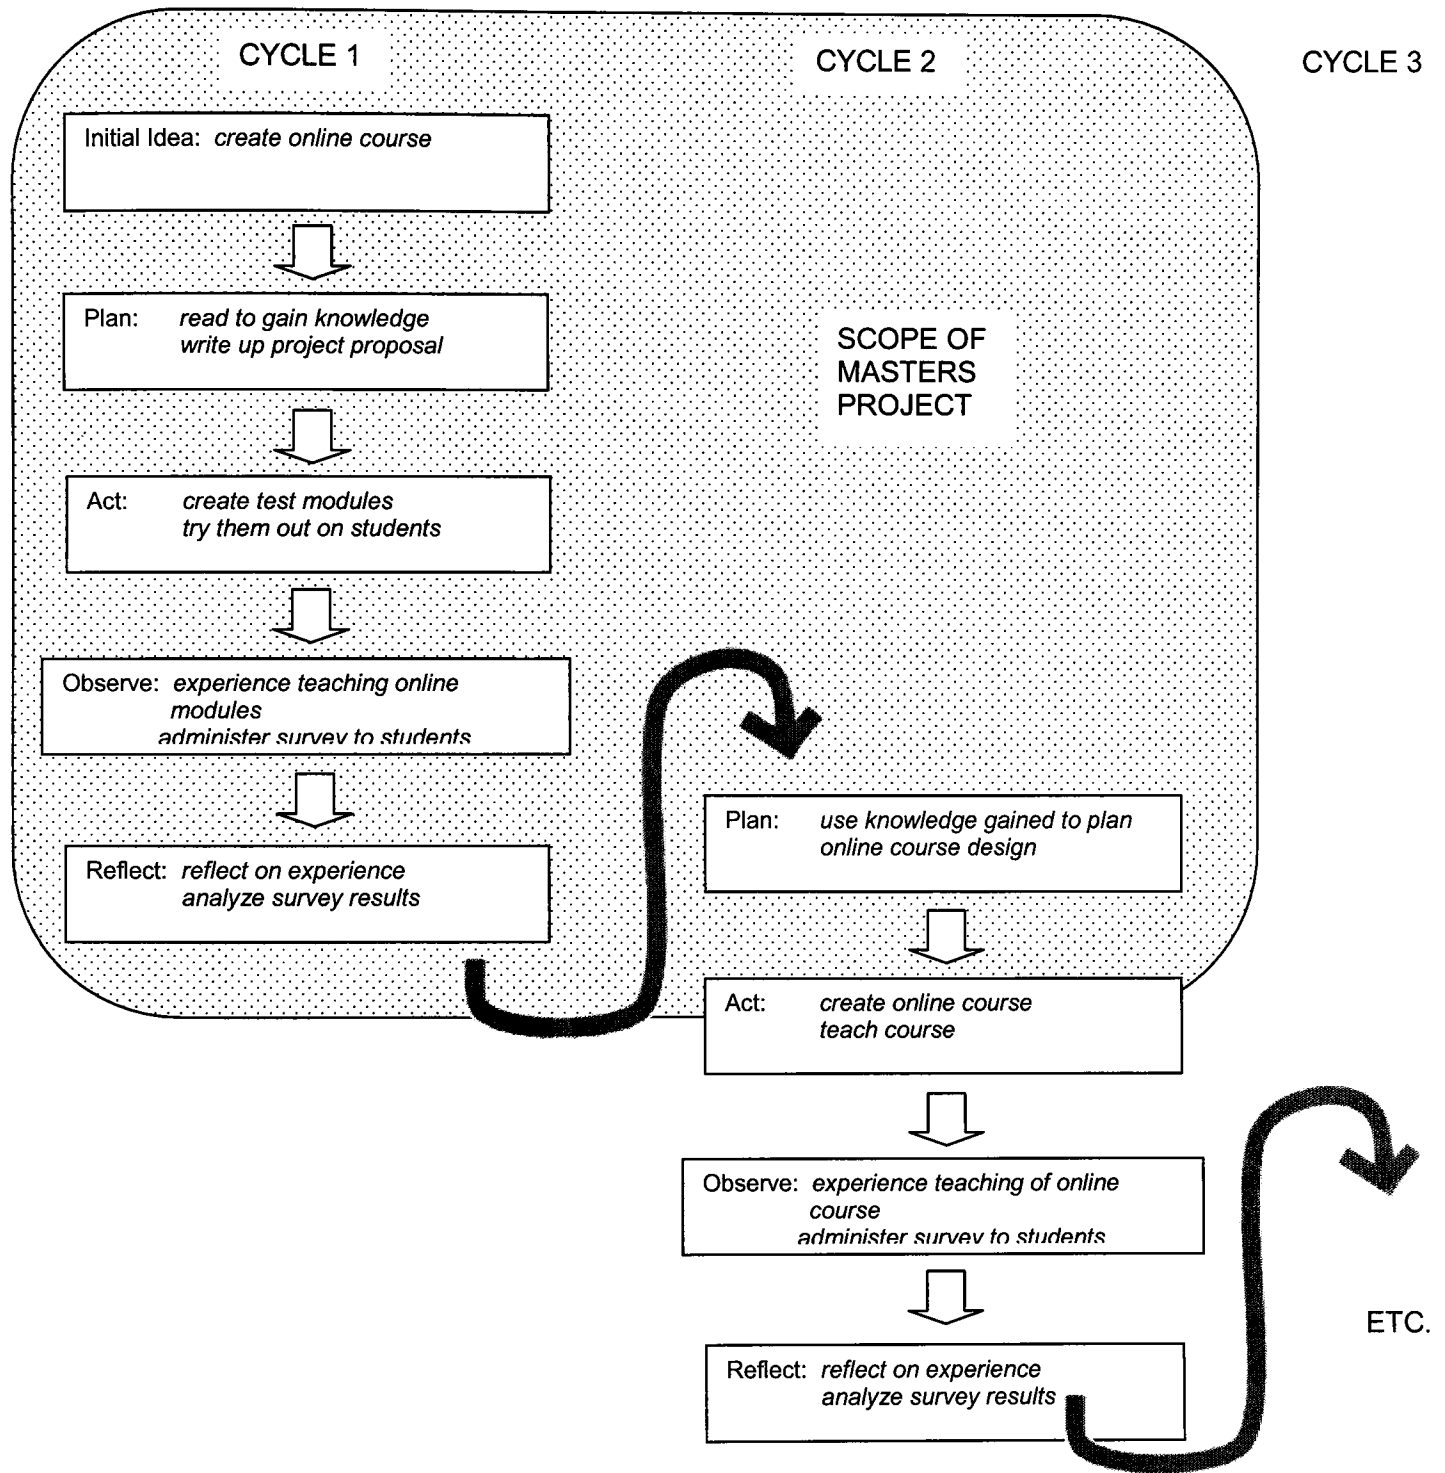 CYCLE 1
Initial Idea: create online course
Plan: read to gain knowledge
write up project proposal
Act: create test modules
try them out on students
Observe: experience teaching online
modules
administer survey to students
Reflect: reflect on experience
analyze survey results
CYCLE 2
SCOPE OF
MASTERS
PROJECT
Plan: use knowledge gained to plan
online course design
Act: create online course
teach course
Observe: experience teaching of online
course
administer survey to students
Reflect: reflect on experience
analyze survey results
CYCLE 3
ETC.